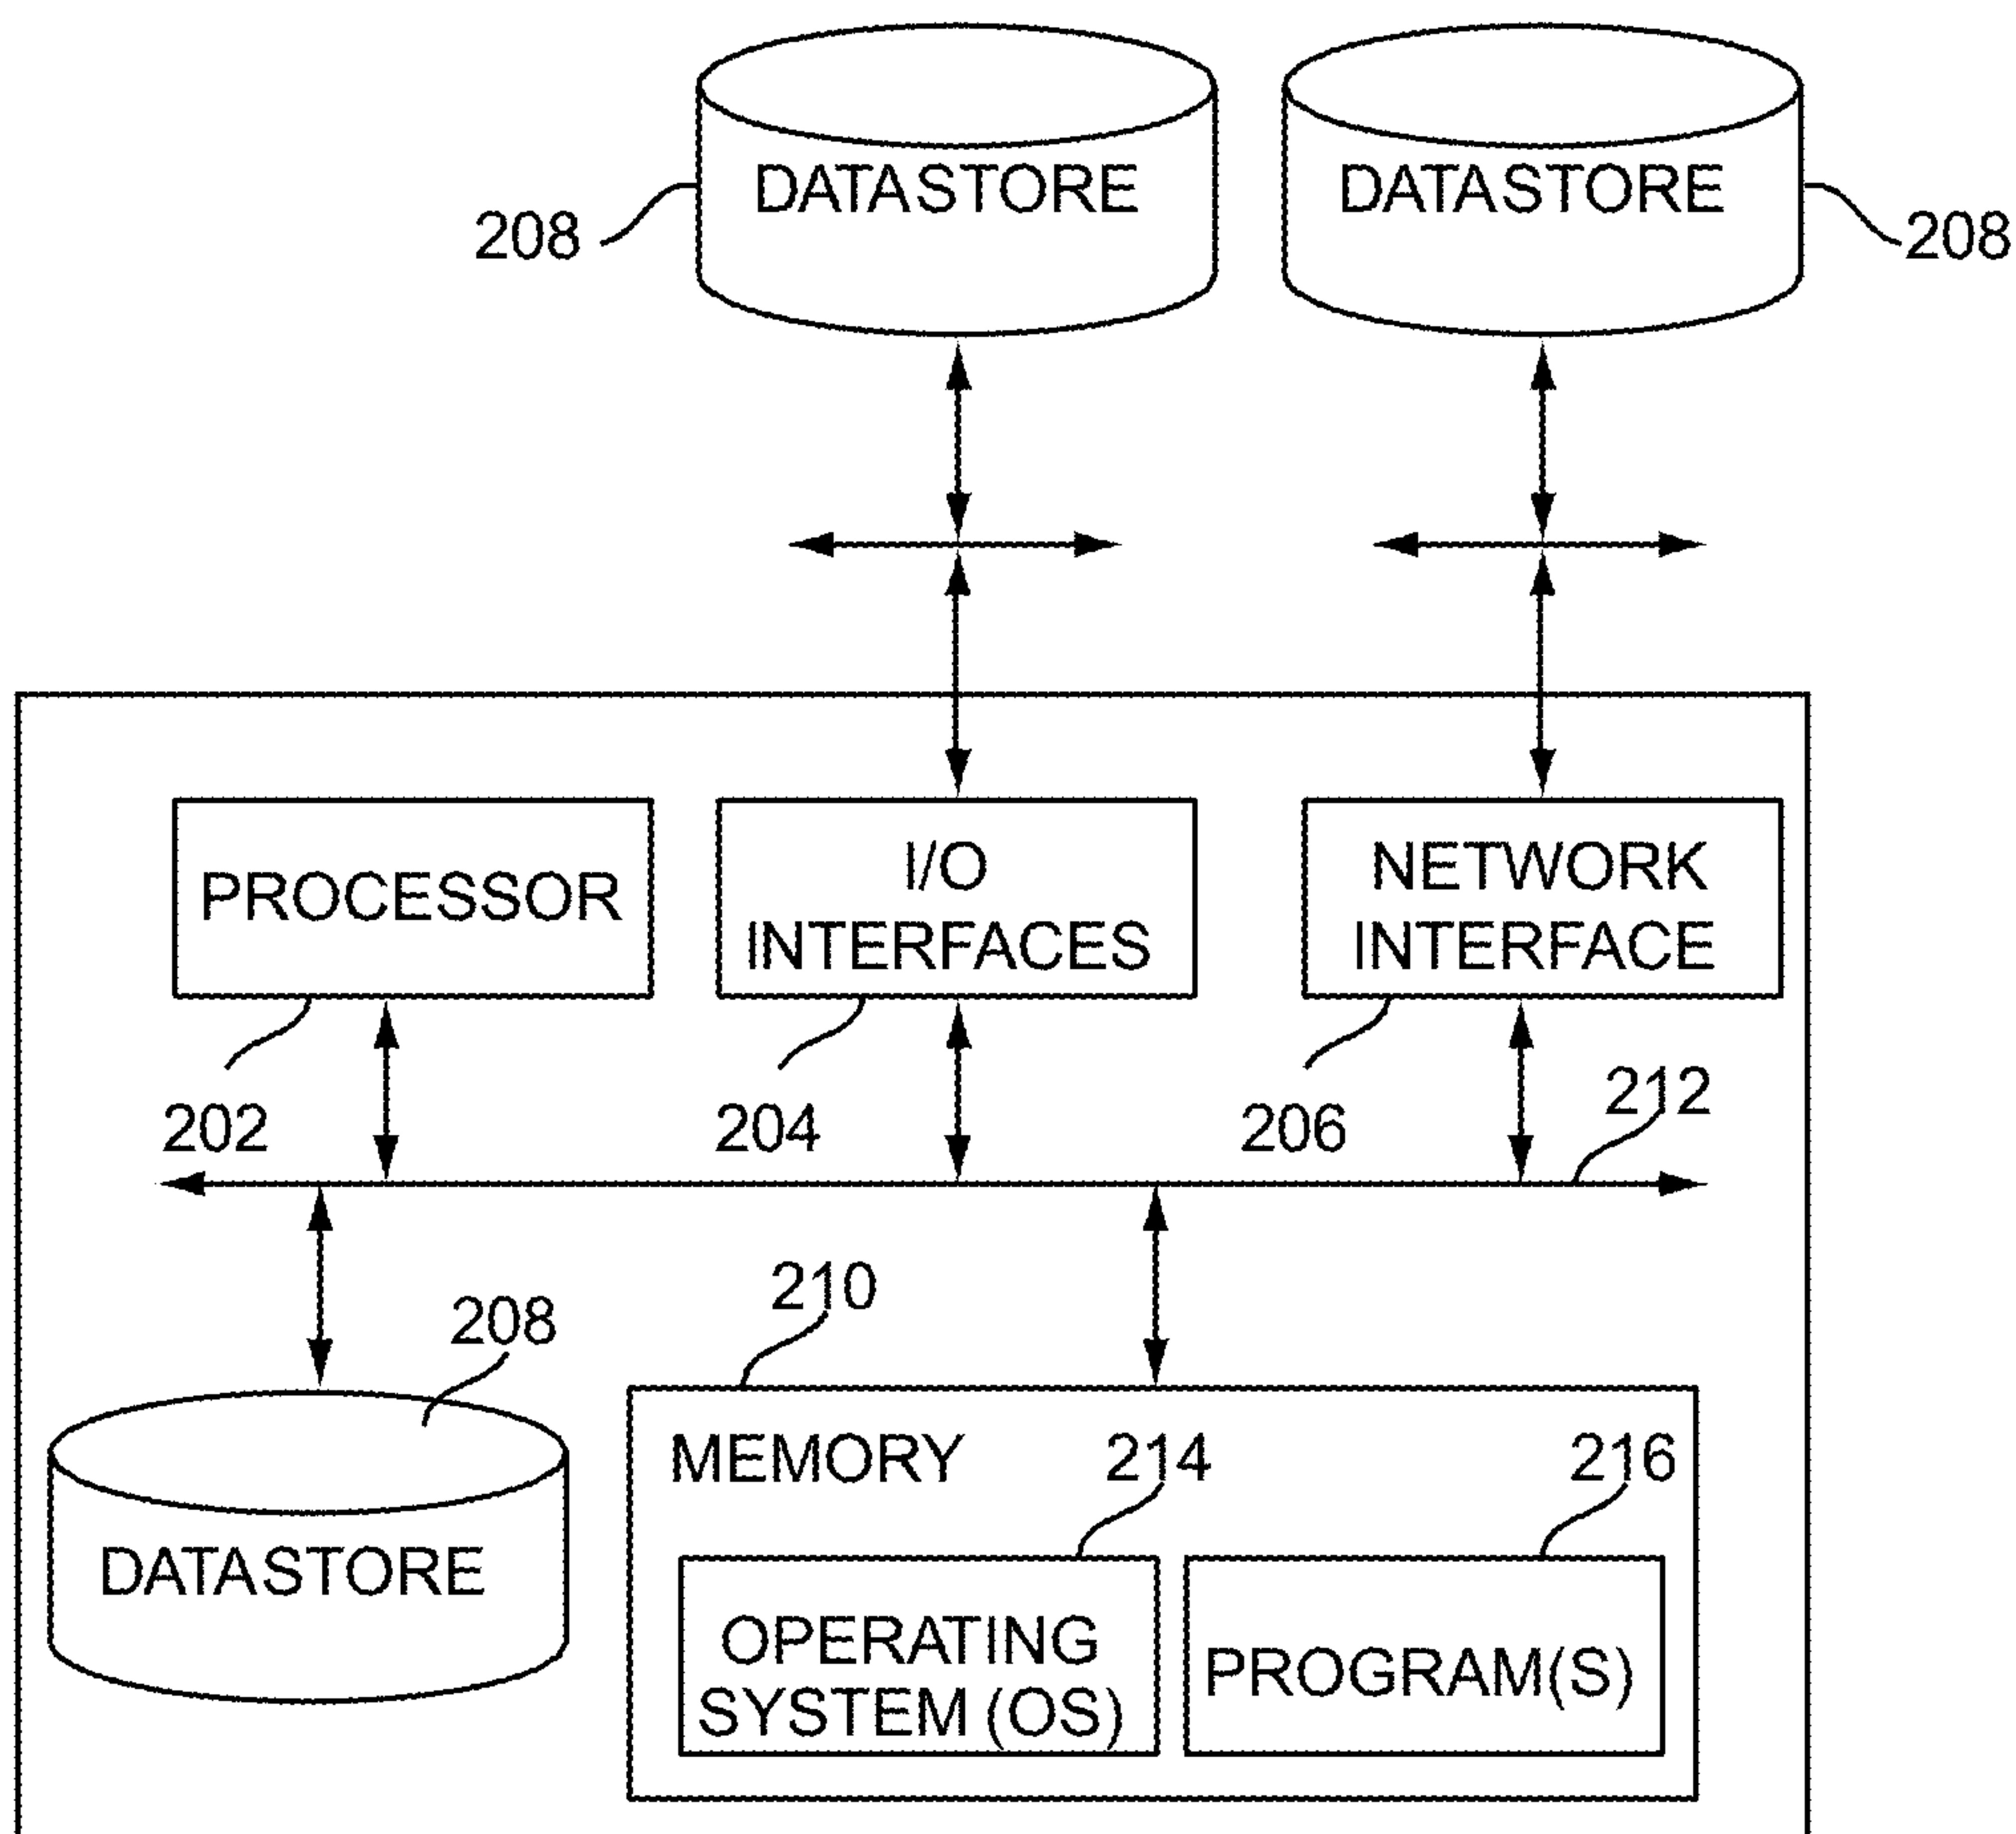 DATASTORE
DATASTORE
208
208
PROCESSOR
I/O
INTERFACES
NETWORK
INTERFACE
202
204
206
212
210
208
MEMORY
214
216
DATASTORE
OPERATING
SYSTEM (OS)
PROGRAM(S)